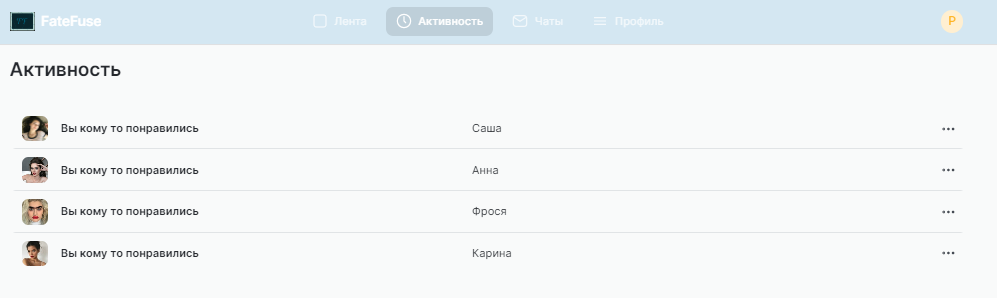 FateFuse
Лента
Активность
Чаты
Профиль
P
Активность
Вы кому то понравились Саша
Вы кому то понравились Анна
Вы кому то понравились Фрося
Вы кому то понравились Карина